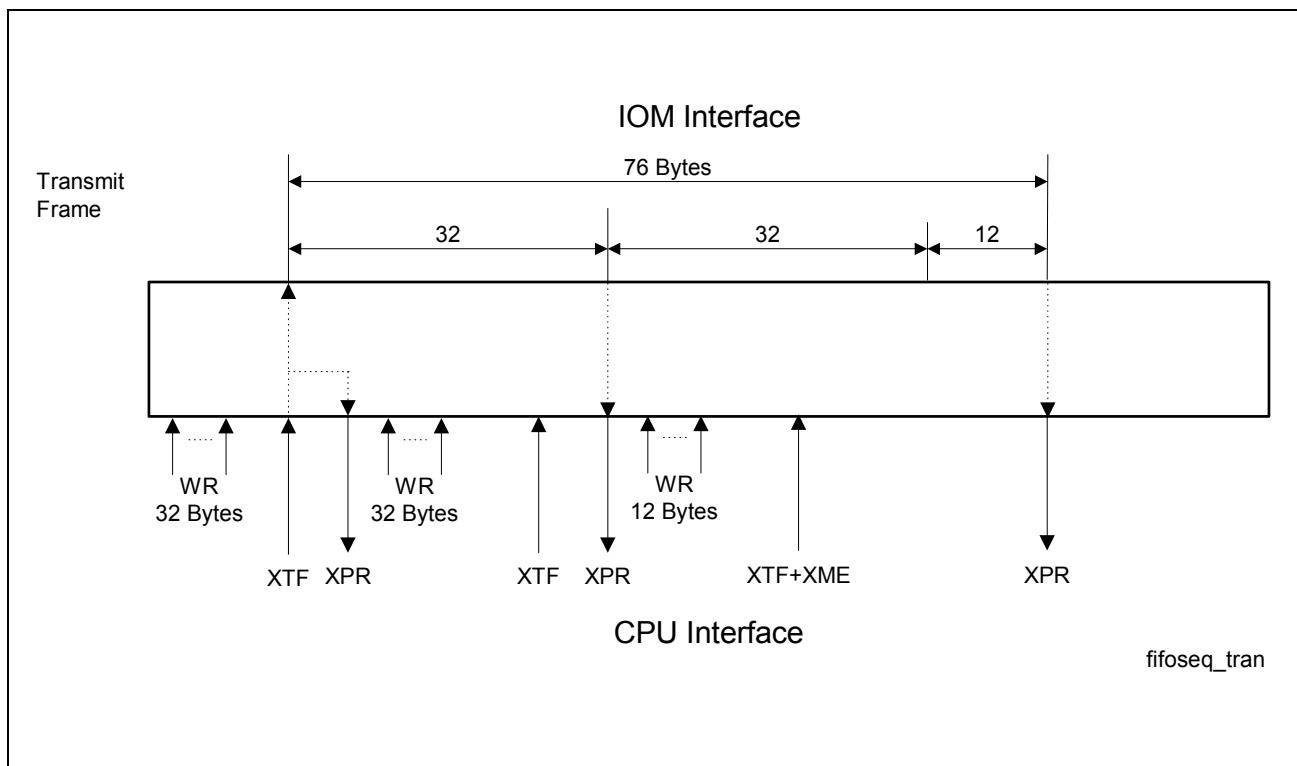 IOM Interface
76 Bytes
Transmit
Frame
32
32
12
WR
32 Bytes
WR
32 Bytes
WR
12 Bytes
XTF
XPR
XTF
XPR
XTF+XME
XPR
CPU Interface
fifoseq_tran